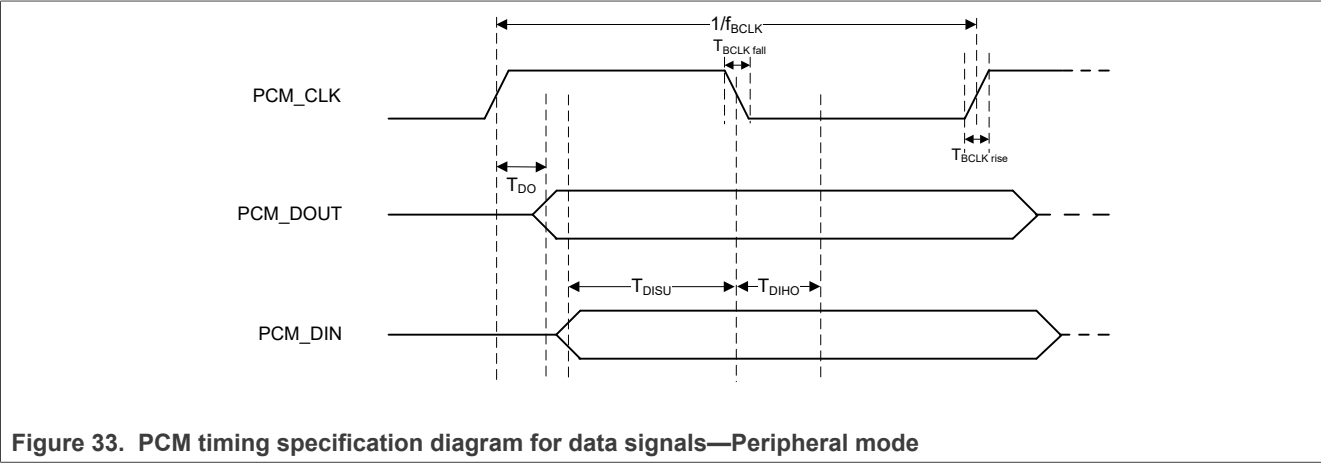 1/fBCLK
TBCLK fall
PCM_CLK
TBCLK rise
TDO
PCM_DOUT
TDISU
TDIHO
PCM_DIN
Figure 33. PCM timing specification diagram for data signals—Peripheral mode